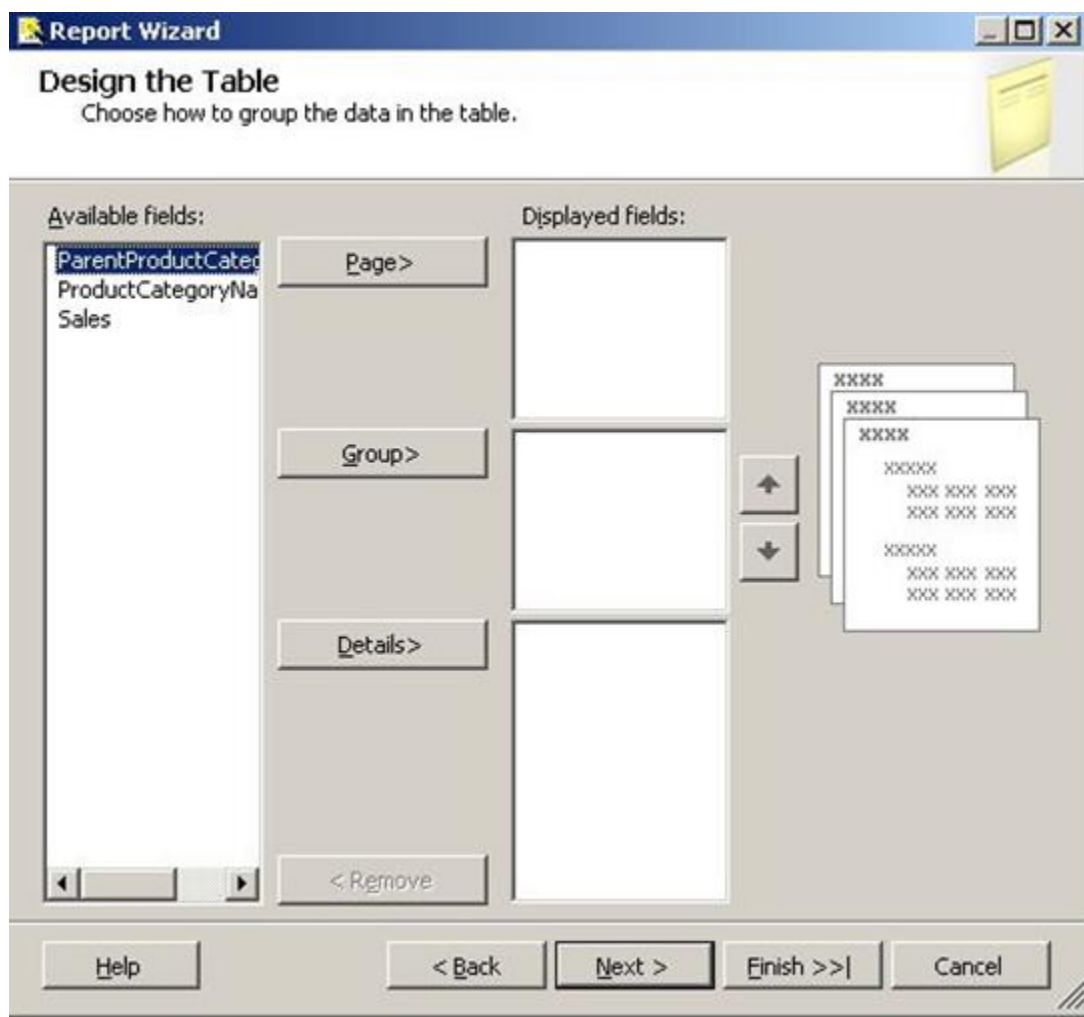 Report Wizard
Design the Table
Choose how to group the data in the table.
Available fields:
Displayed fields:
ParentProductCateg
ProductCategoryNa
Sales
Page>
Group>
Details>
< Remove
xxxx
xxxx
xxxx
xxxxx
xxx xxx xxx
xxx xxx xxx
xxxxx
xxx xxx xxx
xxx xxx xxx
Help
< Back
Next >
Finish >>|
Cancel